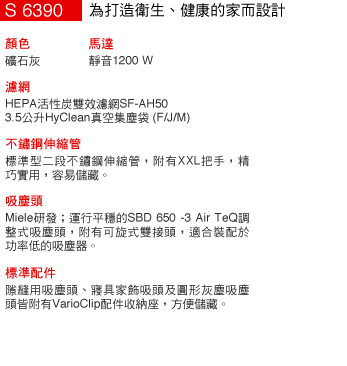 S 6390 為打造衛生、健康的家而設計
顏色 馬達
礦石灰 靜音1200 W
濾網
HEPA活性炭雙效濾網SF-AH50
3.5公升HyClean真空集塵袋 (F/J/M)
不鏽鋼伸縮管
標準型二段不鏽鋼伸縮管，附有XXL把手，精
巧實用，容易儲藏。
吸塵頭
Miele研發；運行平穩的SBD 650 -3 Air TeQ調
整式吸塵頭，附有可旋式雙接頭，適合裝配於
功率低的吸塵器。
標準配件
隙縫用吸塵頭、寢具家飾吸頭及圓形灰塵吸塵
頭皆附有VarioClip配件收納座，方便儲藏。